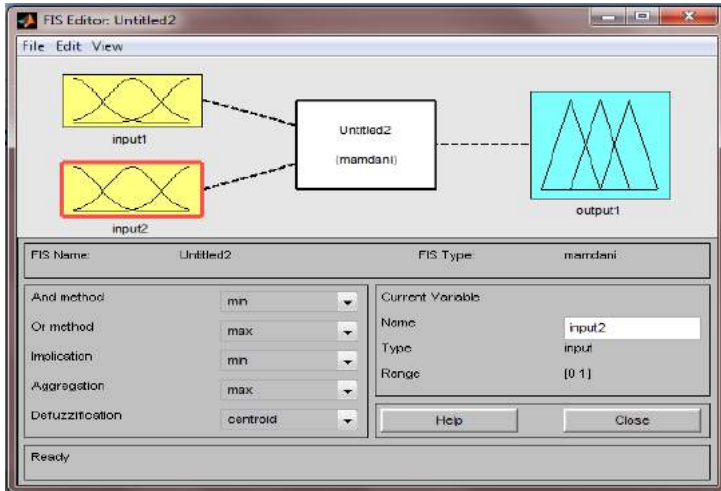 FIS Editor: Untitled2
File Edit View
input1
Untitled2
(mamdani)
input2
output1
FIS Name: Untitled2 FIS Type: mamdani
And method min
Or method max
Implication min
Aggregation max
Defuzzification centroid
Current Variable
Name input2
Type input
Range [0 1]
Help Close
Ready